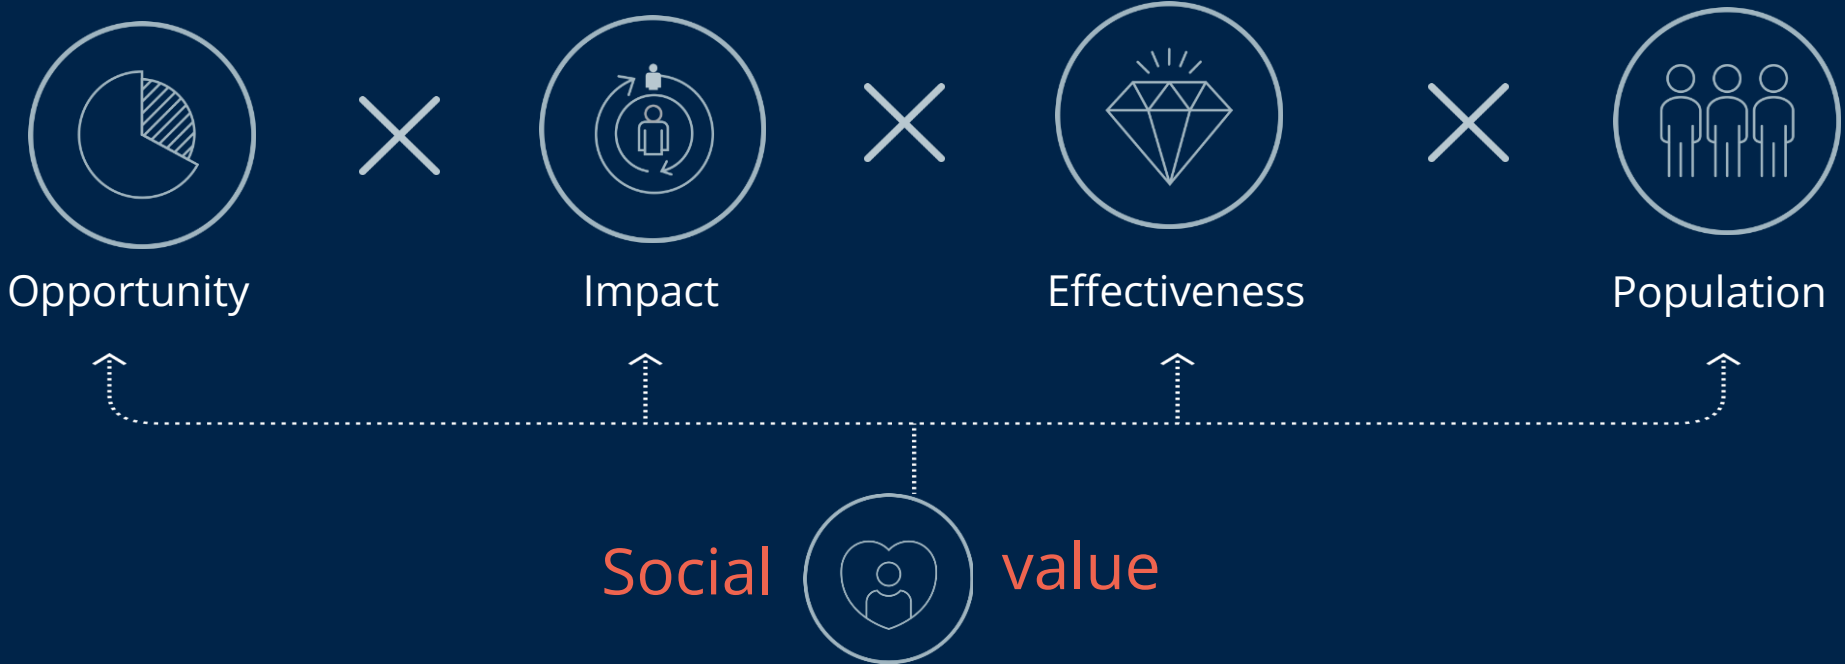 Opportunity
Impact
Effectiveness
Population
Social value